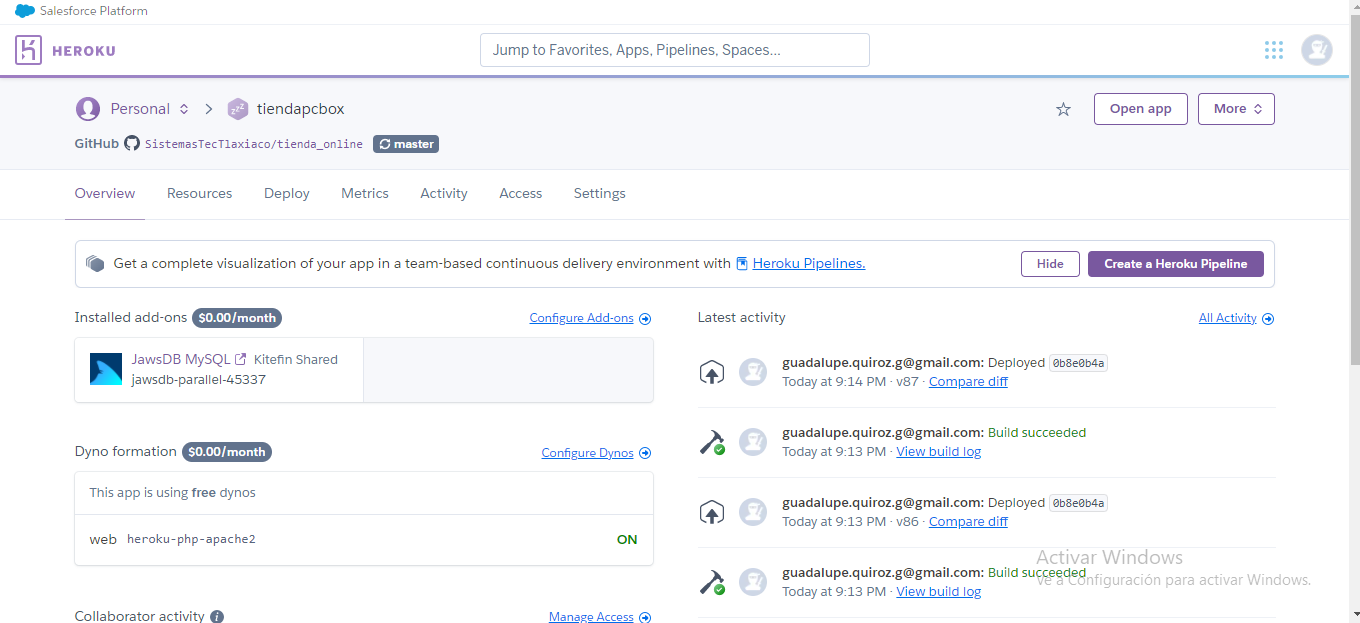 Salesforce Platform
HEROKU
Jump to Favorites, Apps, Pipelines, Spaces...
Personal
tiendapcbox
Open app
More
GitHub SistemasTecTlaxiaco/tienda_online master
Overview Resources Deploy Metrics Activity Access Settings
Get a complete visualization of your app in a team-based continuous delivery environment with Heroku Pipelines.
Hide
Create a Heroku Pipeline
Installed add-ons $0.00/month
Configure Add-ons
JawsDB MySQL Kitefin Shared
jawsdb-parallel-45337
Dyno formation $0.00/month
Configure Dynos
This app is using free dynos
web heroku-php-apache2 ON
Collaborator activity
Manage Access
Latest activity
All Activity
guadalupe.quiroz.g@gmail.com: Deployed 0b8e0b4a
Today at 9:14 PM · v87 · Compare diff
guadalupe.quiroz.g@gmail.com: Build succeeded
Today at 9:13 PM · View build log
guadalupe.quiroz.g@gmail.com: Deployed 0b8e0b4a
Today at 9:13 PM · v86 · Compare diff
guadalupe.quiroz.g@gmail.com: Build succeeded
Today at 9:13 PM · View build log
Activar Windows
Ve a Configuración para activar Windows.